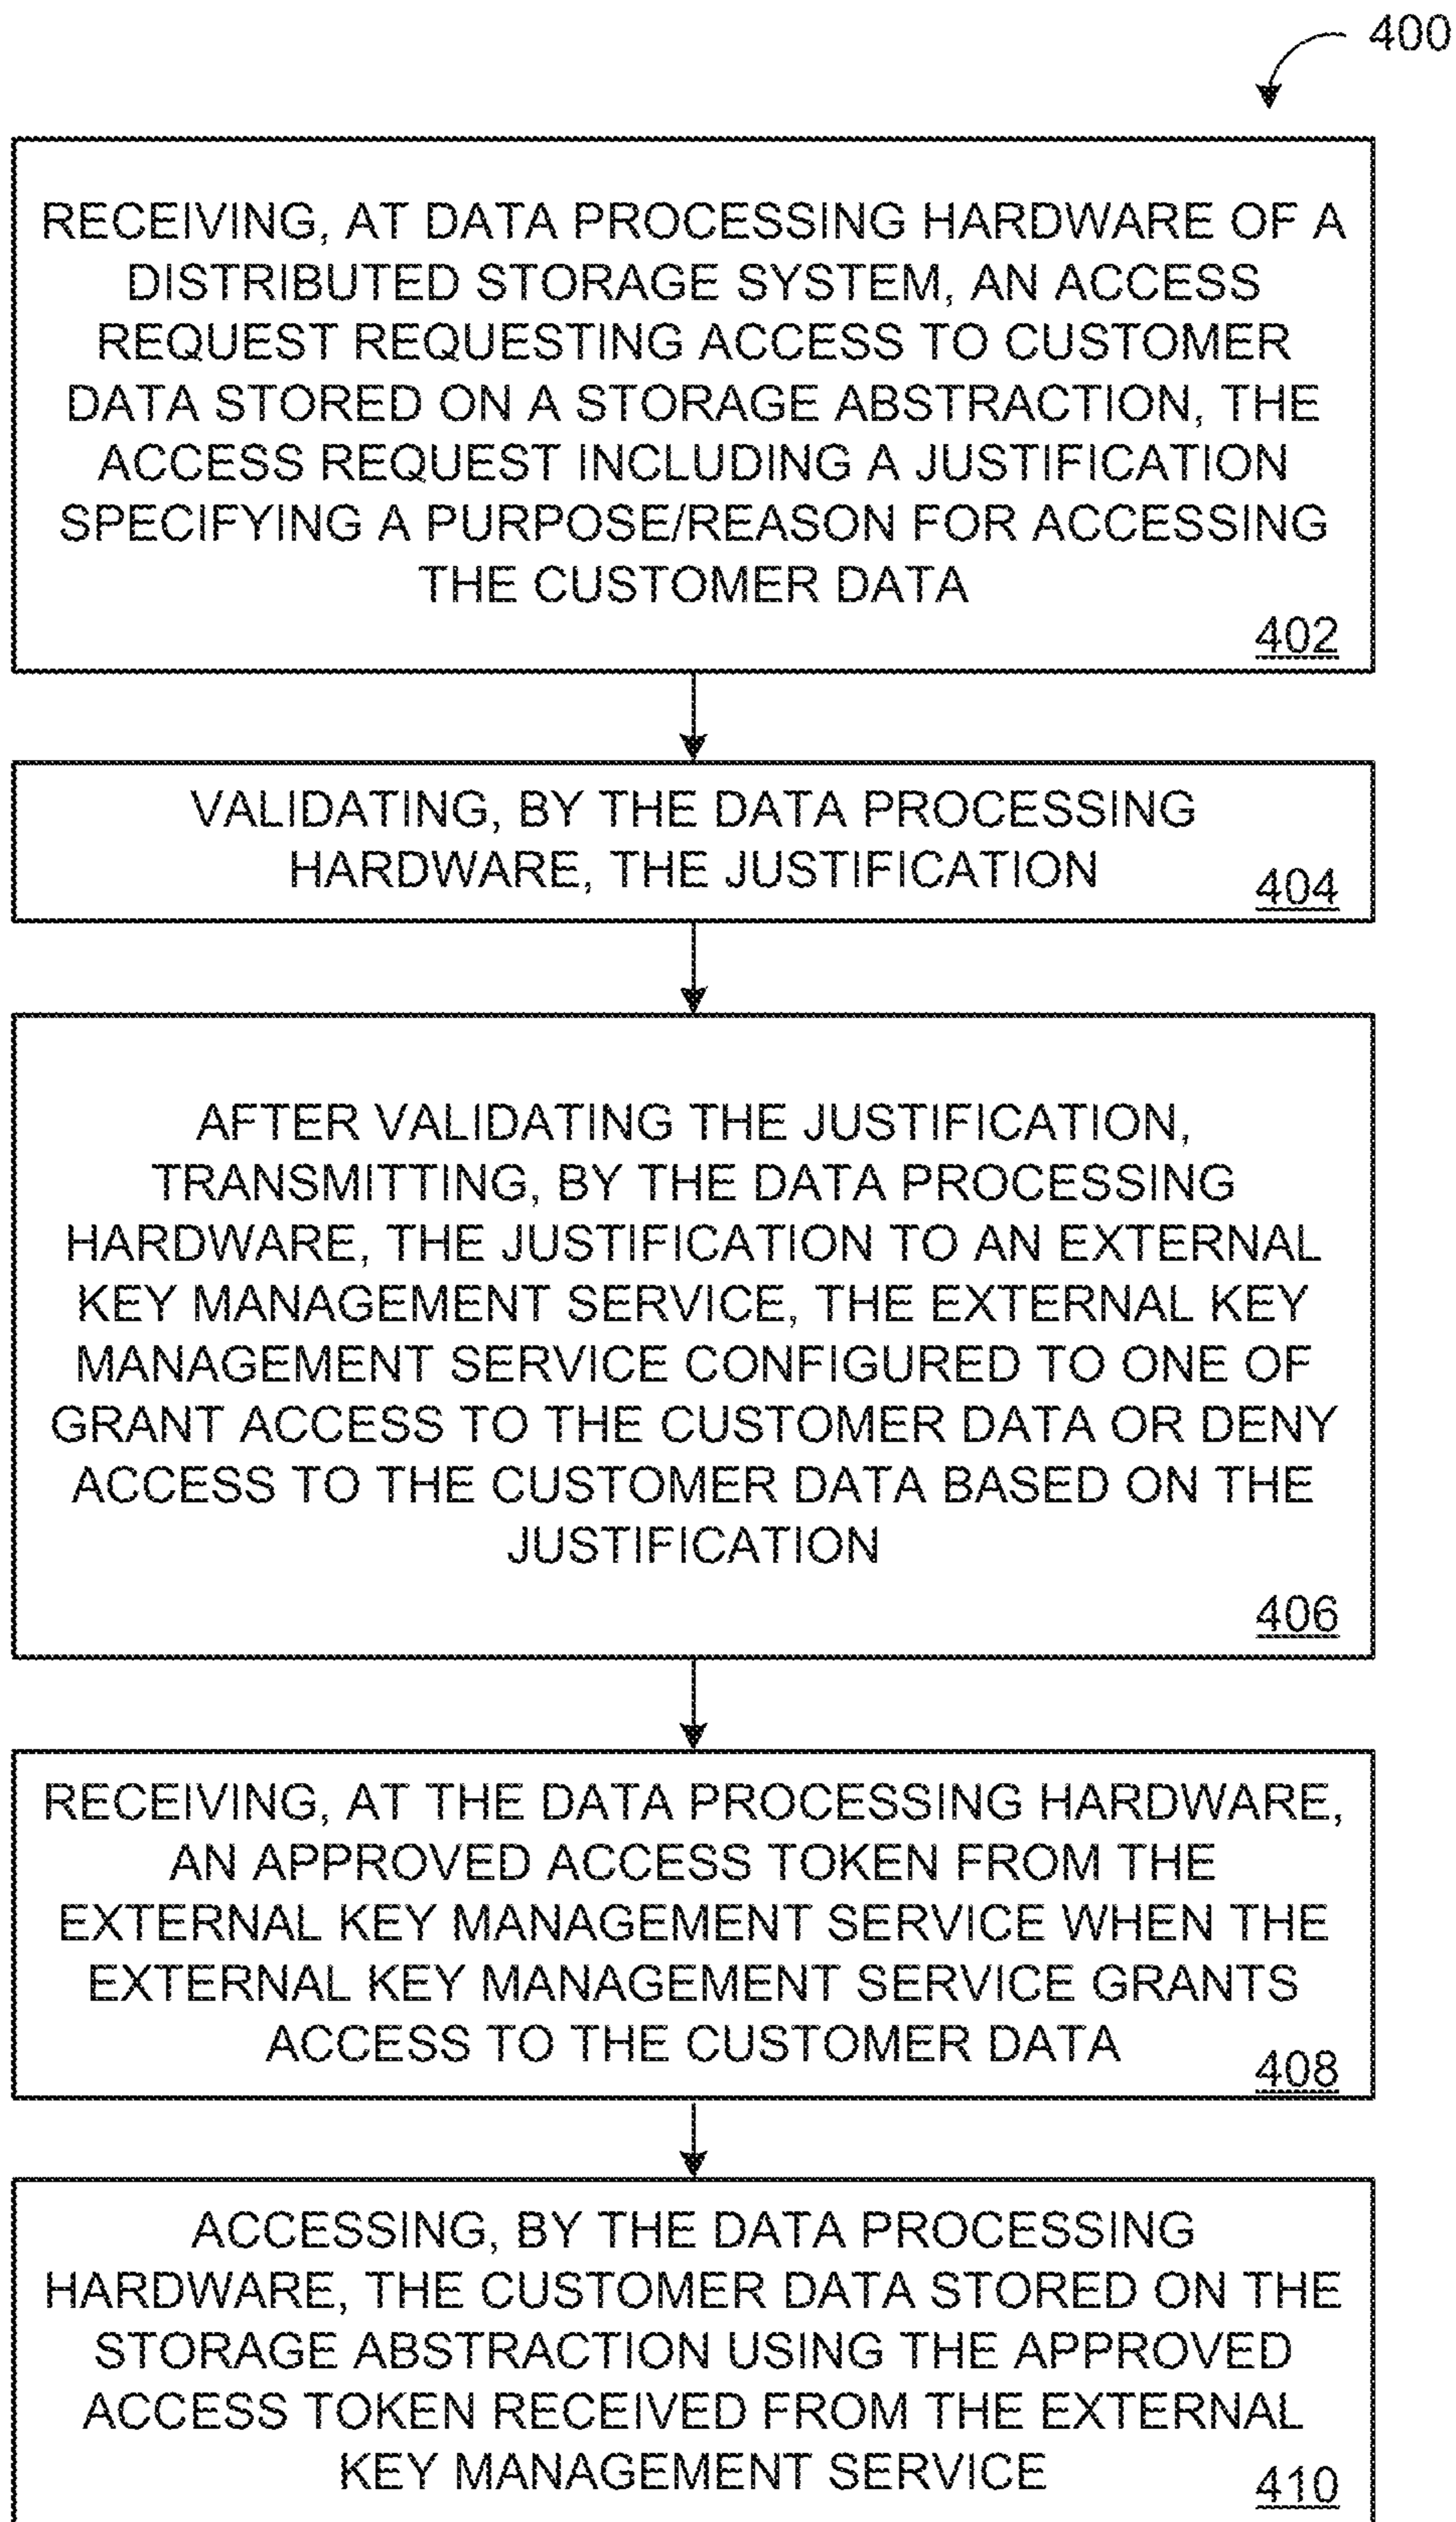 400
RECEIVING, AT DATA PROCESSING HARDWARE OF A
DISTRIBUTED STORAGE SYSTEM, AN ACCESS
REQUEST REQUESTING ACCESS TO CUSTOMER
DATA STORED ON A STORAGE ABSTRACTION, THE
ACCESS REQUEST INCLUDING A JUSTIFICATION
SPECIFYING A PURPOSE/REASON FOR ACCESSING
THE CUSTOMER DATA
402
VALIDATING, BY THE DATA PROCESSING
HARDWARE, THE JUSTIFICATION
404
AFTER VALIDATING THE JUSTIFICATION,
TRANSMITTING, BY THE DATA PROCESSING
HARDWARE, THE JUSTIFICATION TO AN EXTERNAL
KEY MANAGEMENT SERVICE, THE EXTERNAL KEY
MANAGEMENT SERVICE CONFIGURED TO ONE OF
GRANT ACCESS TO THE CUSTOMER DATA OR DENY
ACCESS TO THE CUSTOMER DATA BASED ON THE
JUSTIFICATION
406
RECEIVING, AT THE DATA PROCESSING HARDWARE,
AN APPROVED ACCESS TOKEN FROM THE
EXTERNAL KEY MANAGEMENT SERVICE WHEN THE
EXTERNAL KEY MANAGEMENT SERVICE GRANTS
ACCESS TO THE CUSTOMER DATA
408
ACCESSING, BY THE DATA PROCESSING
HARDWARE, THE CUSTOMER DATA STORED ON THE
STORAGE ABSTRACTION USING THE APPROVED
ACCESS TOKEN RECEIVED FROM THE EXTERNAL
KEY MANAGEMENT SERVICE
410